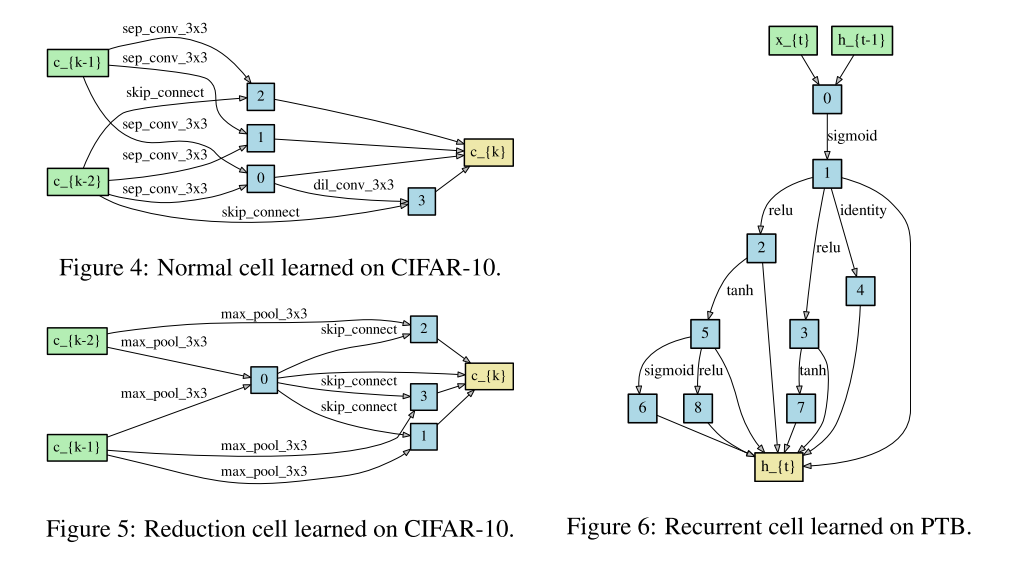 sep_conv_3x3
c_{k-1}
sep_conv_3x3
skip_connect
2
sep_conv_3x3
1
c_{k}
sep_conv_3x3
c_{k-2}
0
sep_conv_3x3
dil_conv_3x3
3
skip_connect
Figure 4: Normal cell learned on CIFAR-10.
max_pool_3x3
c_{k-2}
skip_connect
2
max_pool_3x3
0
skip_connect
c_{k}
max_pool_3x3
3
skip_connect
1
c_{k-1}
max_pool_3x3
max_pool_3x3
Figure 5: Reduction cell learned on CIFAR-10.
x_{t}
h_{t-1}
0
sigmoid
1
relu
identity
2
relu
tanh
4
5
3
sigmoid
relu
tanh
6
8
7
h_{t}
Figure 6: Recurrent cell learned on PTB.